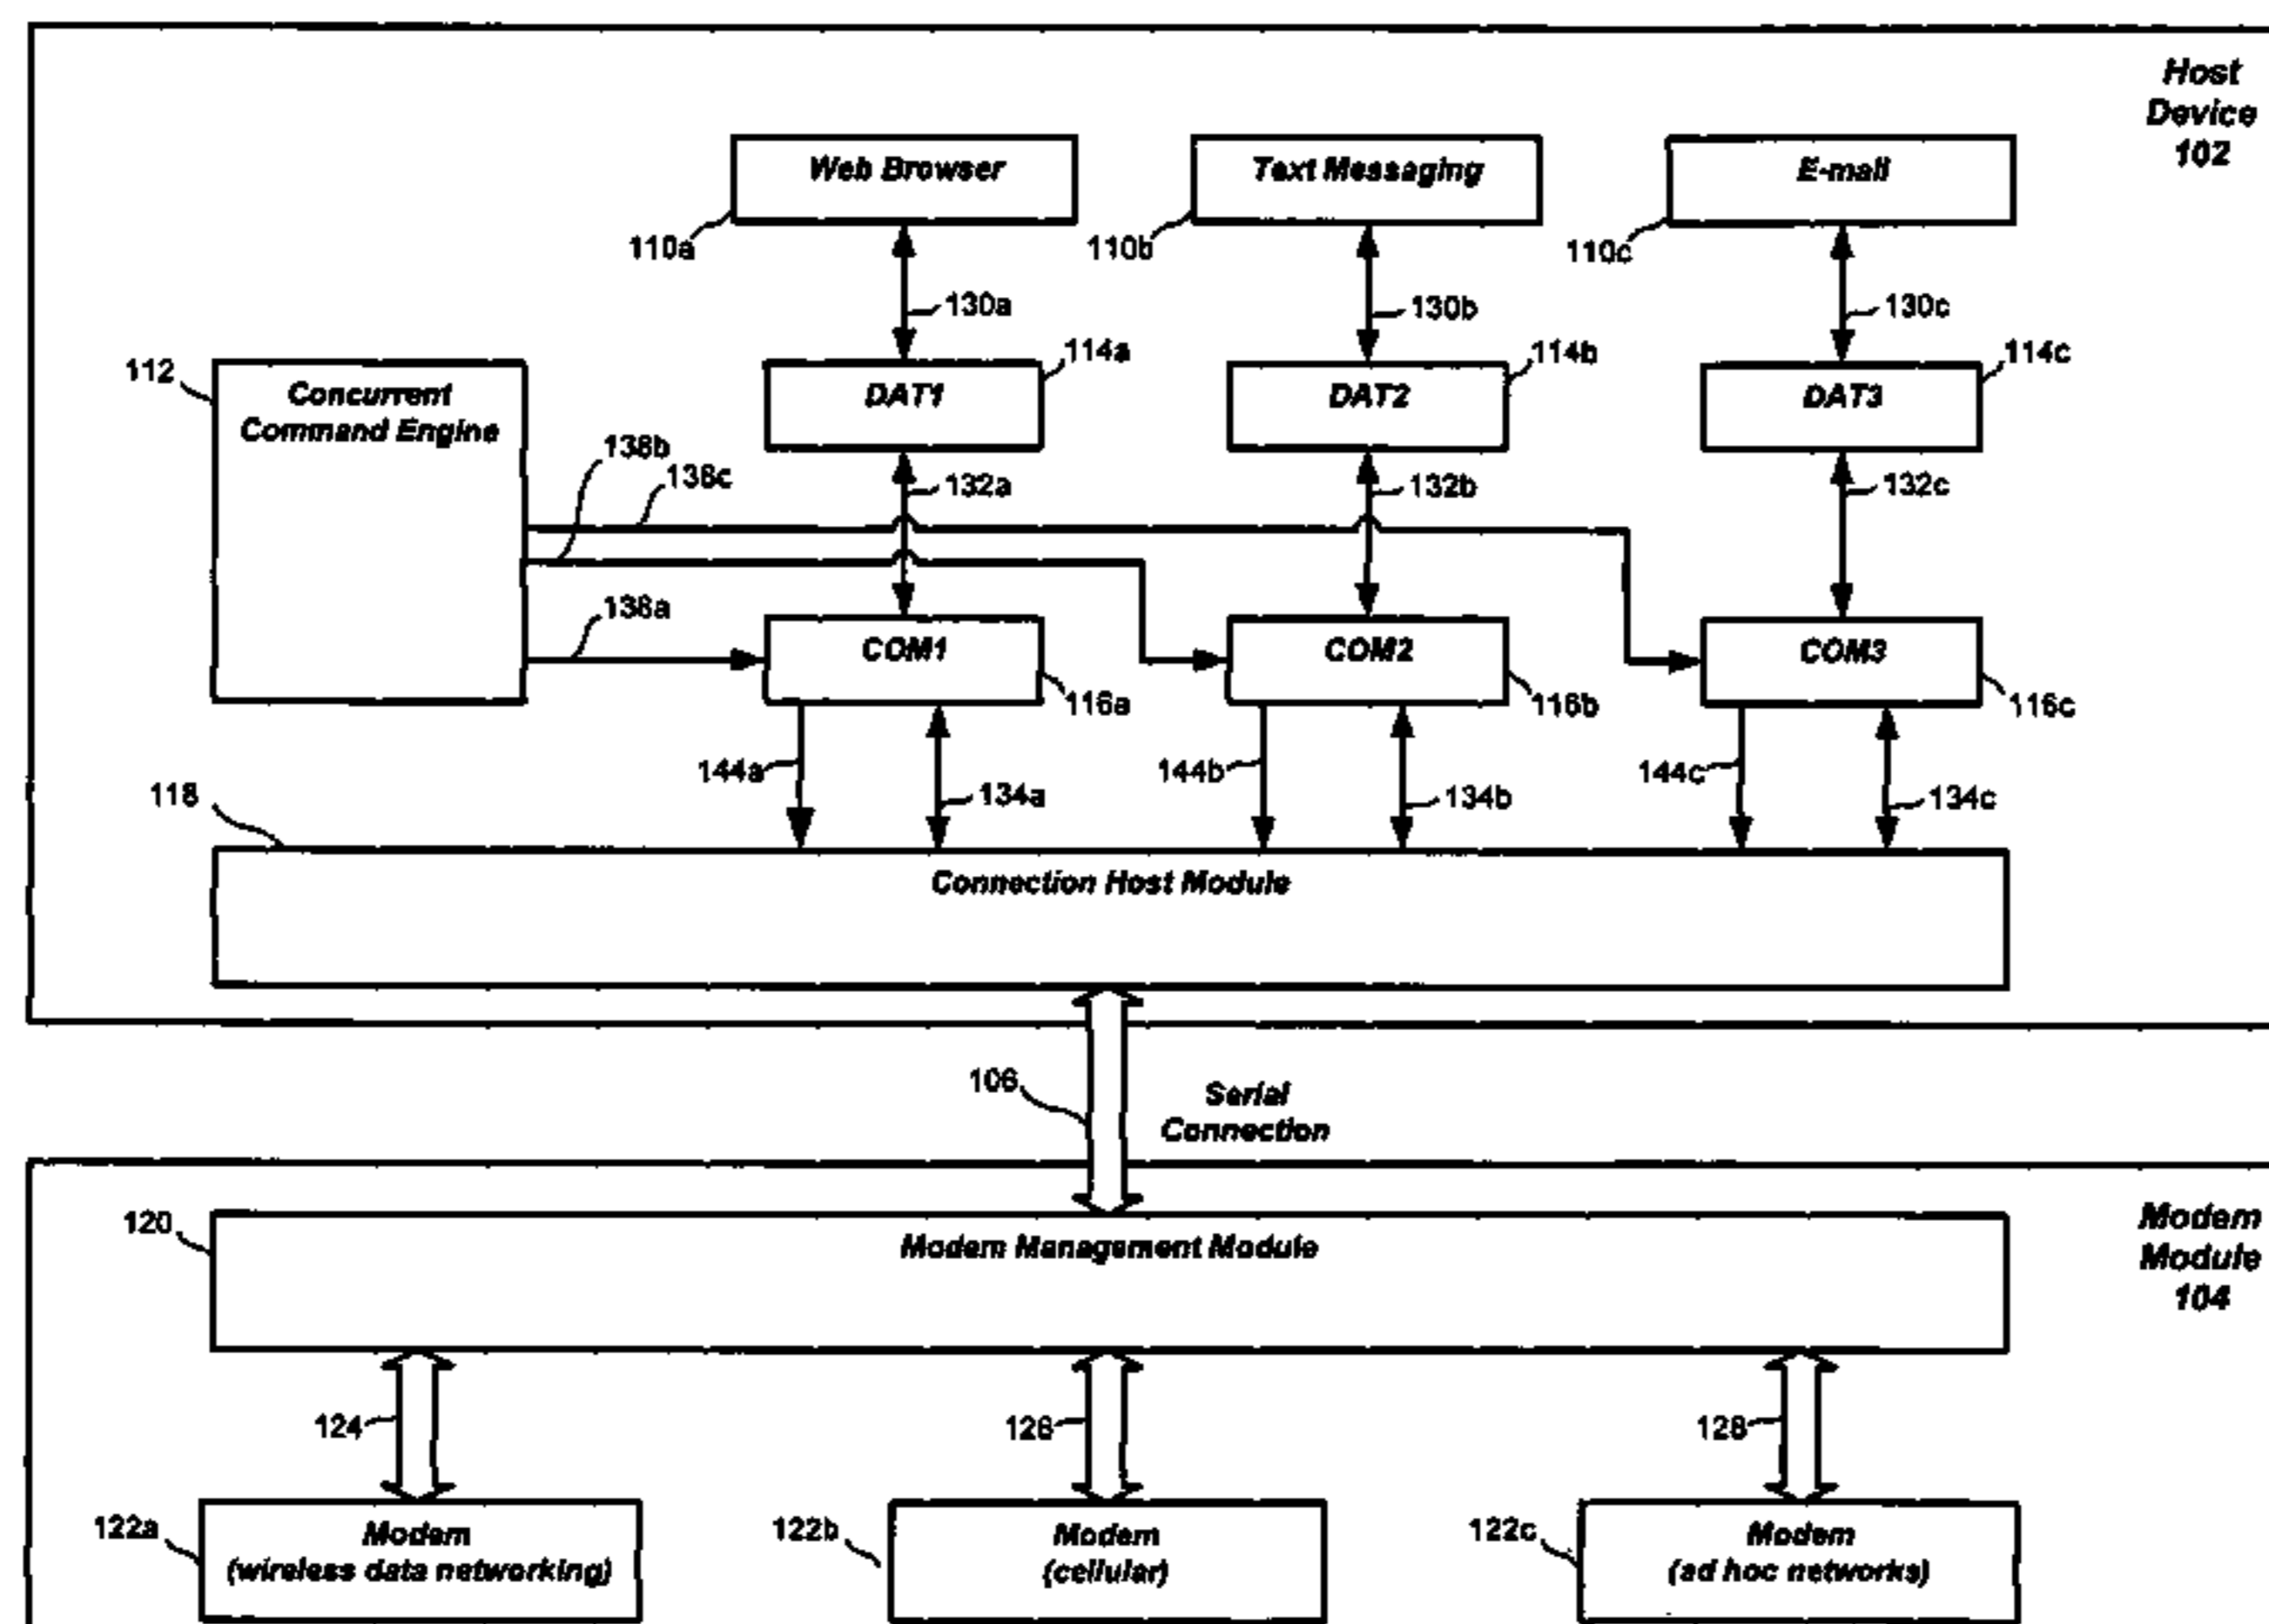 Host
Device
102
Web Browser
Text Messaging
E-mail
110a
110b
110c
130a
130b
130c
112
Concurrent
Command Engine
114a
114b
114c
DAT1
DAT2
DAT3
138b
138c
132a
132b
132c
138a
COM1
COM2
COM3
116a
116b
116c
144a
144b
144c
134a
134b
134c
118
Connection Host Module
106
Serial
Connection
120
Modem Management Module
Modem
Module
104
124
126
128
122a
Modem
(wireless data networking)
122b
Modem
(cellular)
122c
Modem
(ad hoc networks)